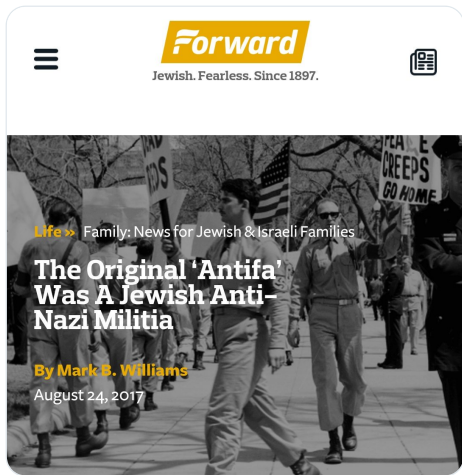 Forward
Jewish. Fearless. Since 1897.
PEACE
CREEPS
GO HOME
Life » Family: News for Jewish & Israeli Families
The Original ‘Antifa’
Was A Jewish Anti–
Nazi Militia
By Mark B. Williams
August 24, 2017